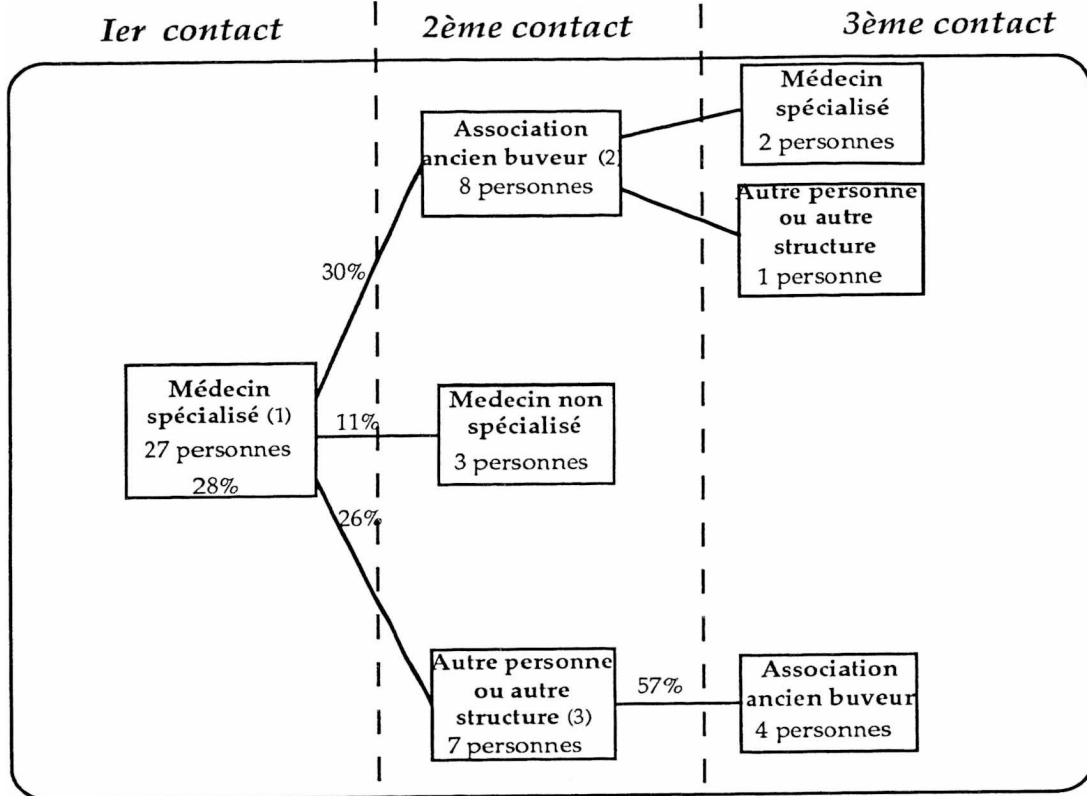 Ier contact
2ème contact
3ème contact
Médecin
spécialisé
2 personnes
Association
ancien buveur (2)
8 personnes
Autre personne
ou autre
structure
1 personne
30%
Médecin
spécialisé (1)
27 personnes
28%
11%
Medecin non
spécialisé
3 personnes
26%
Autre personne
ou autre
structure (3)
7 personnes
57%
Association
ancien buveur
4 personnes